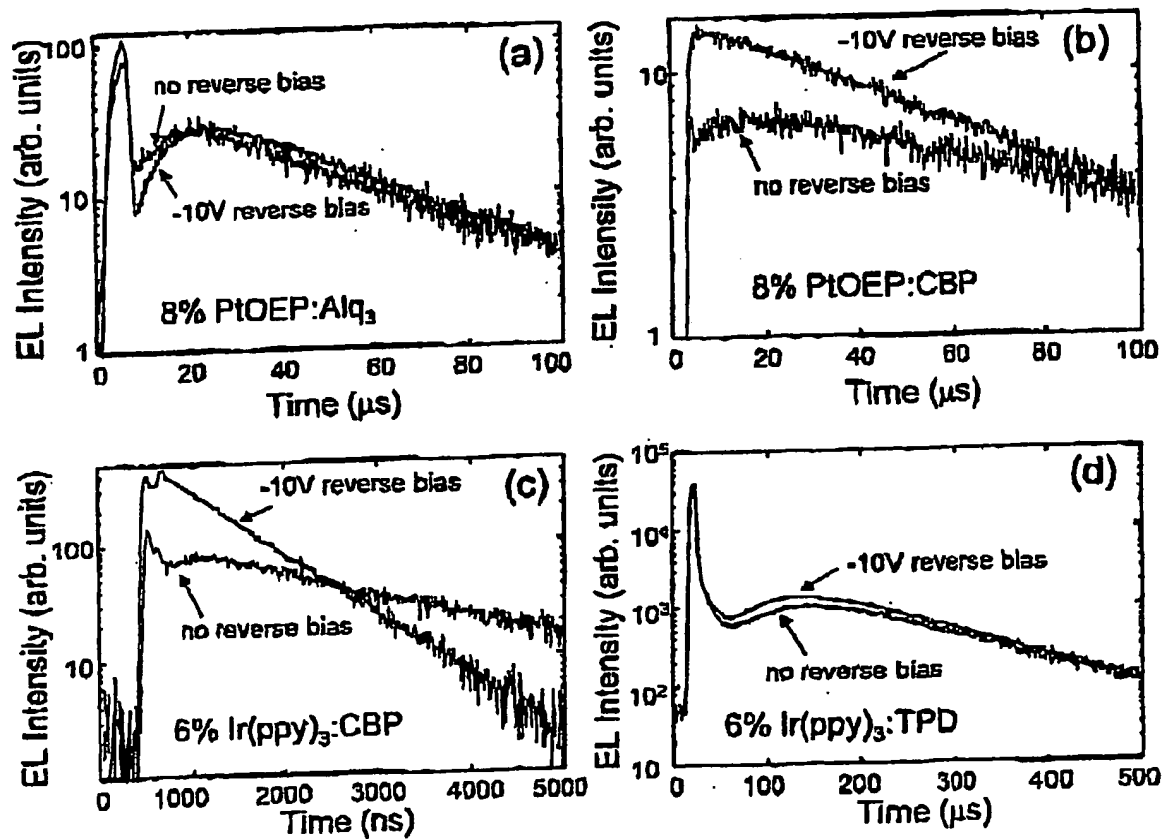 (a)
EL Intensity (arb. units)
100
10
1
no reverse bias
-10V reverse bias
8% PtOEP:Alq₃
0 20 40 60 80 100
Time (μs)
(b)
EL Intensity (arb. units)
10
1
-10V reverse bias
no reverse bias
8% PtOEP:CBP
0 20 40 60 80 100
Time (μs)
(c)
EL Intensity (arb. units)
100
10
-10V reverse bias
no reverse bias
6% Ir(ppy)₃:CBP
0 1000 2000 3000 4000 5000
Time (ns)
(d)
EL Intensity (arb. units)
10⁵
10⁴
10³
10²
10
-10V reverse bias
no reverse bias
6% Ir(ppy)₃:TPD
0 100 200 300 400 500
Time (μs)